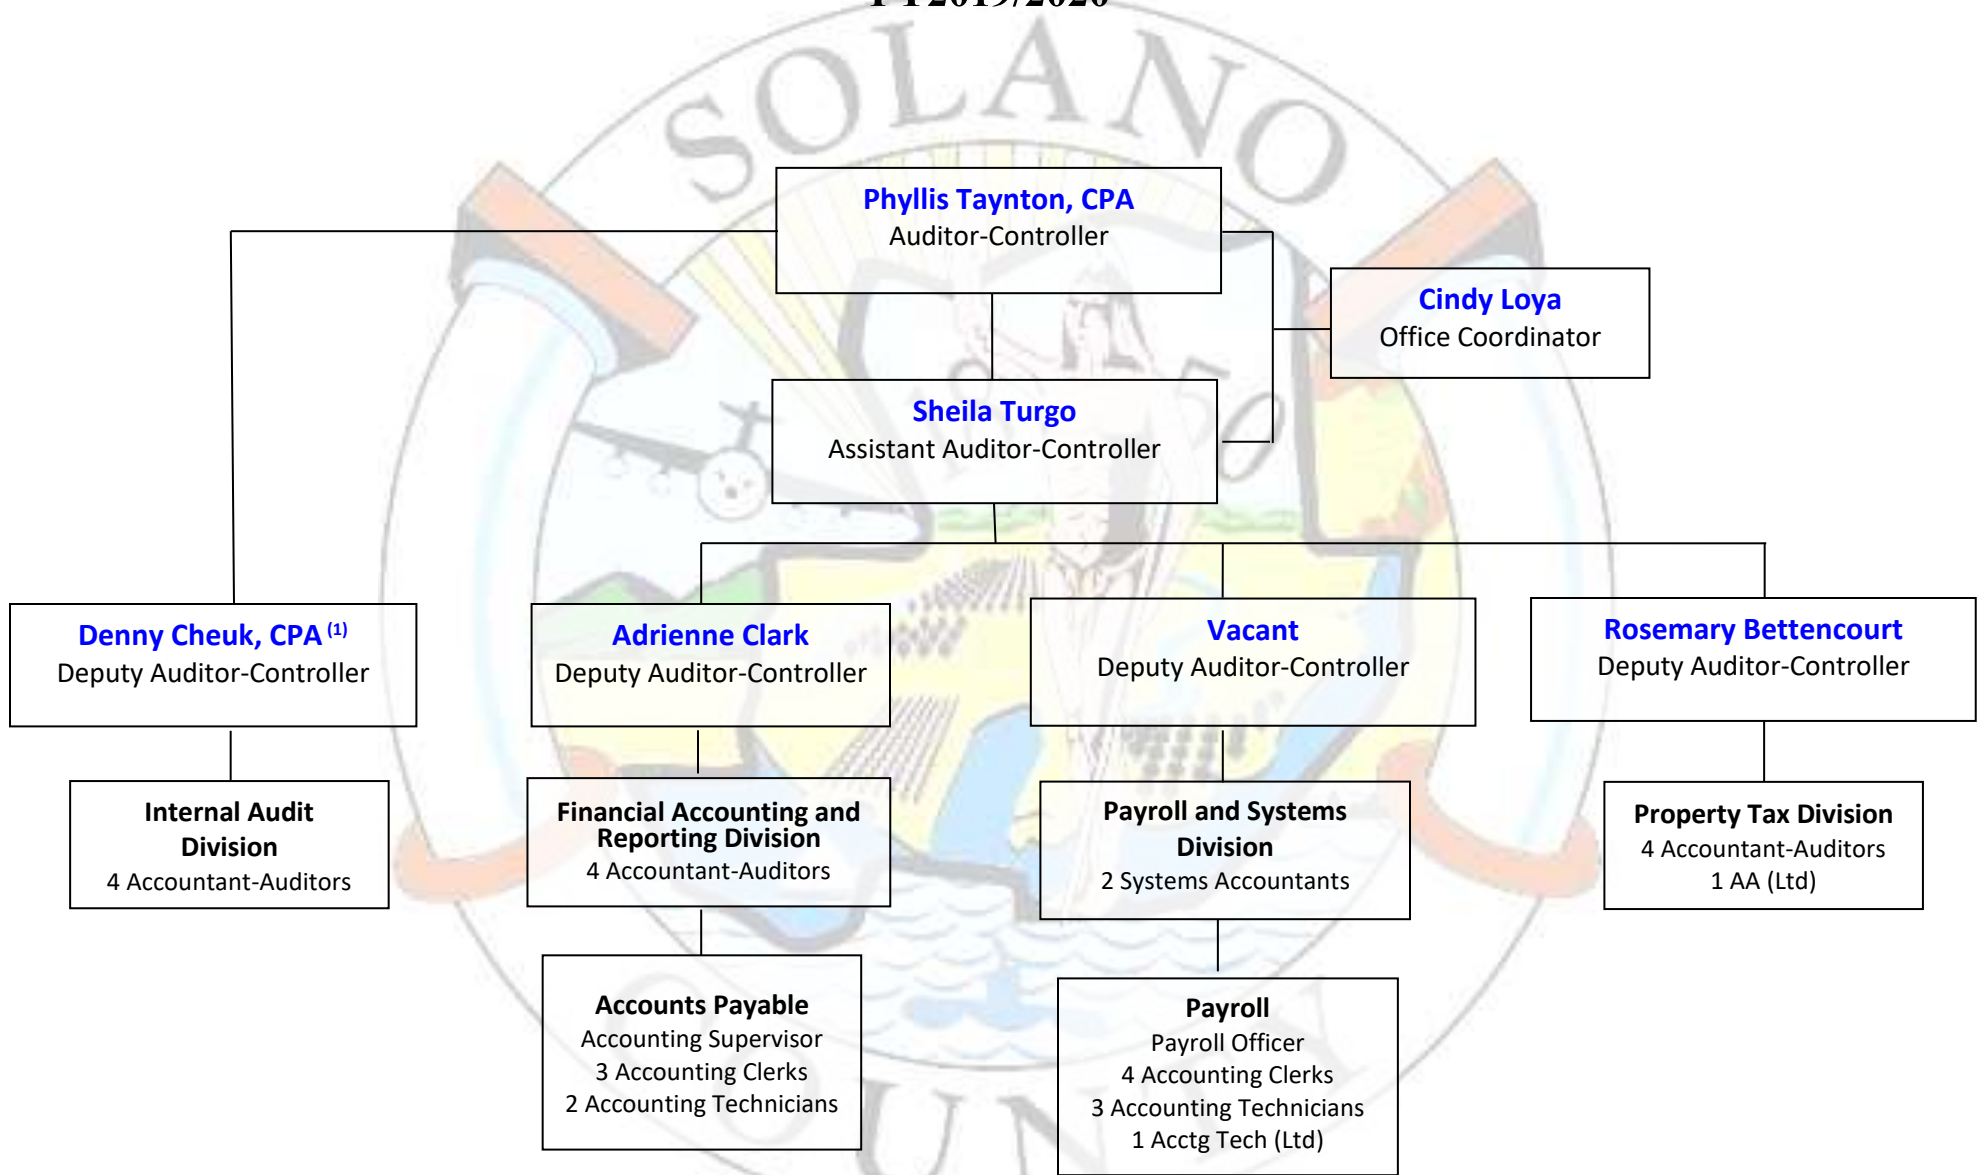 FY2019/2020
SOLANO
Phyllis Taynton, CPA
Auditor-Controller
Cindy Loya
Office Coordinator
Sheila Turgo
Assistant Auditor-Controller
Denny Cheuk, CPA (1)
Deputy Auditor-Controller
Adrienne Clark
Deputy Auditor-Controller
Vacant
Deputy Auditor-Controller
Rosemary Bettencourt
Deputy Auditor-Controller
Internal Audit
Division
4 Accountant-Auditors
Financial Accounting and
Reporting Division
4 Accountant-Auditors
Payroll and Systems
Division
2 Systems Accountants
Property Tax Division
4 Accountant-Auditors
1 AA (Ltd)
Accounts Payable
Accounting Supervisor
3 Accounting Clerks
2 Accounting Technicians
Payroll
Payroll Officer
4 Accounting Clerks
3 Accounting Technicians
1 Acctg Tech (Ltd)
COUNTY